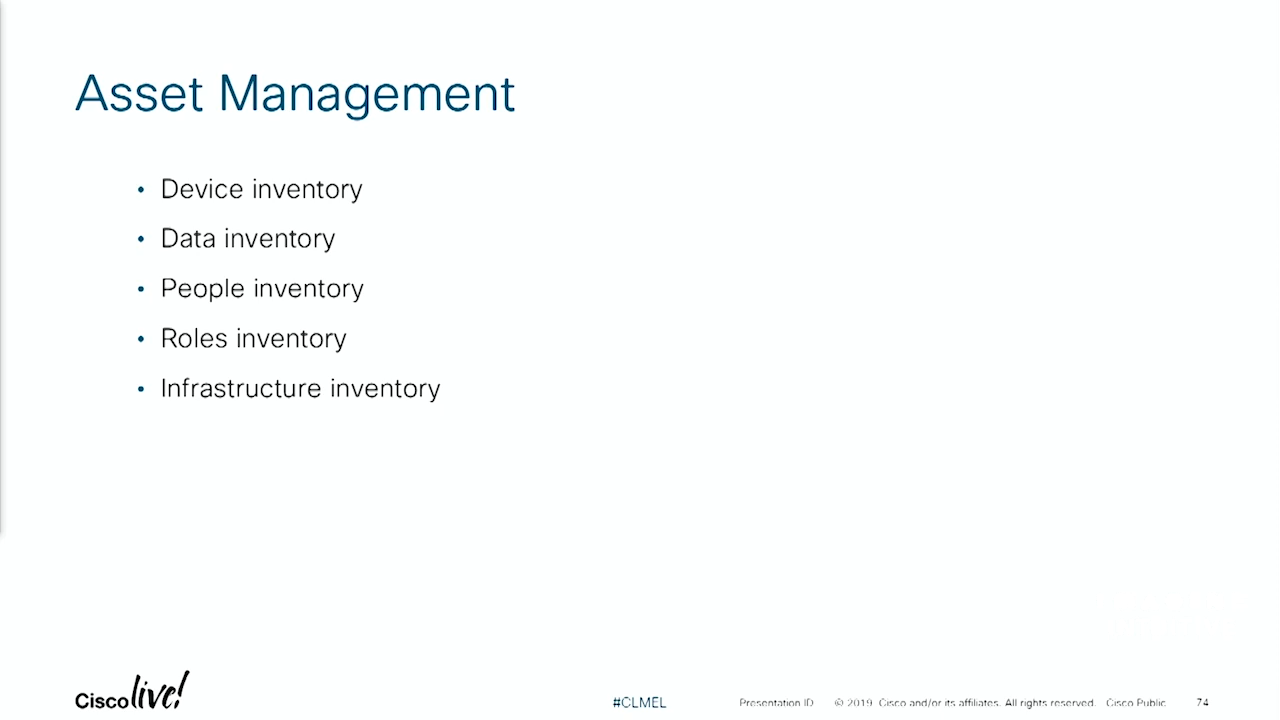 Asset Management
• Device inventory
• Data inventory
• People inventory
• Roles inventory
• Infrastructure inventory
Cisco live!
#CLMEL
Presentation ID
© 2019 Cisco and/or its affiliates. All rights reserved. Cisco Public
74